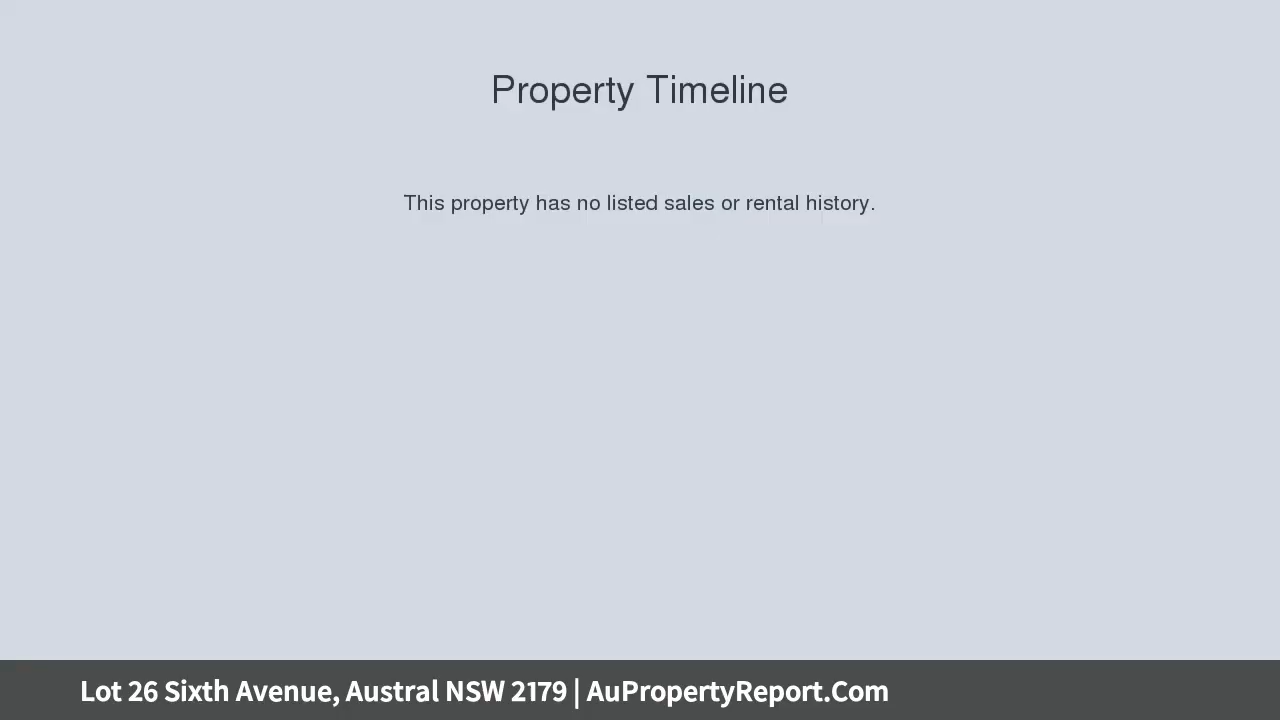 Property Timeline
This property has no listed sales or rental history.
Lot 26 Sixth Avenue, Austral NSW 2179 | AuPropertyReport.Com